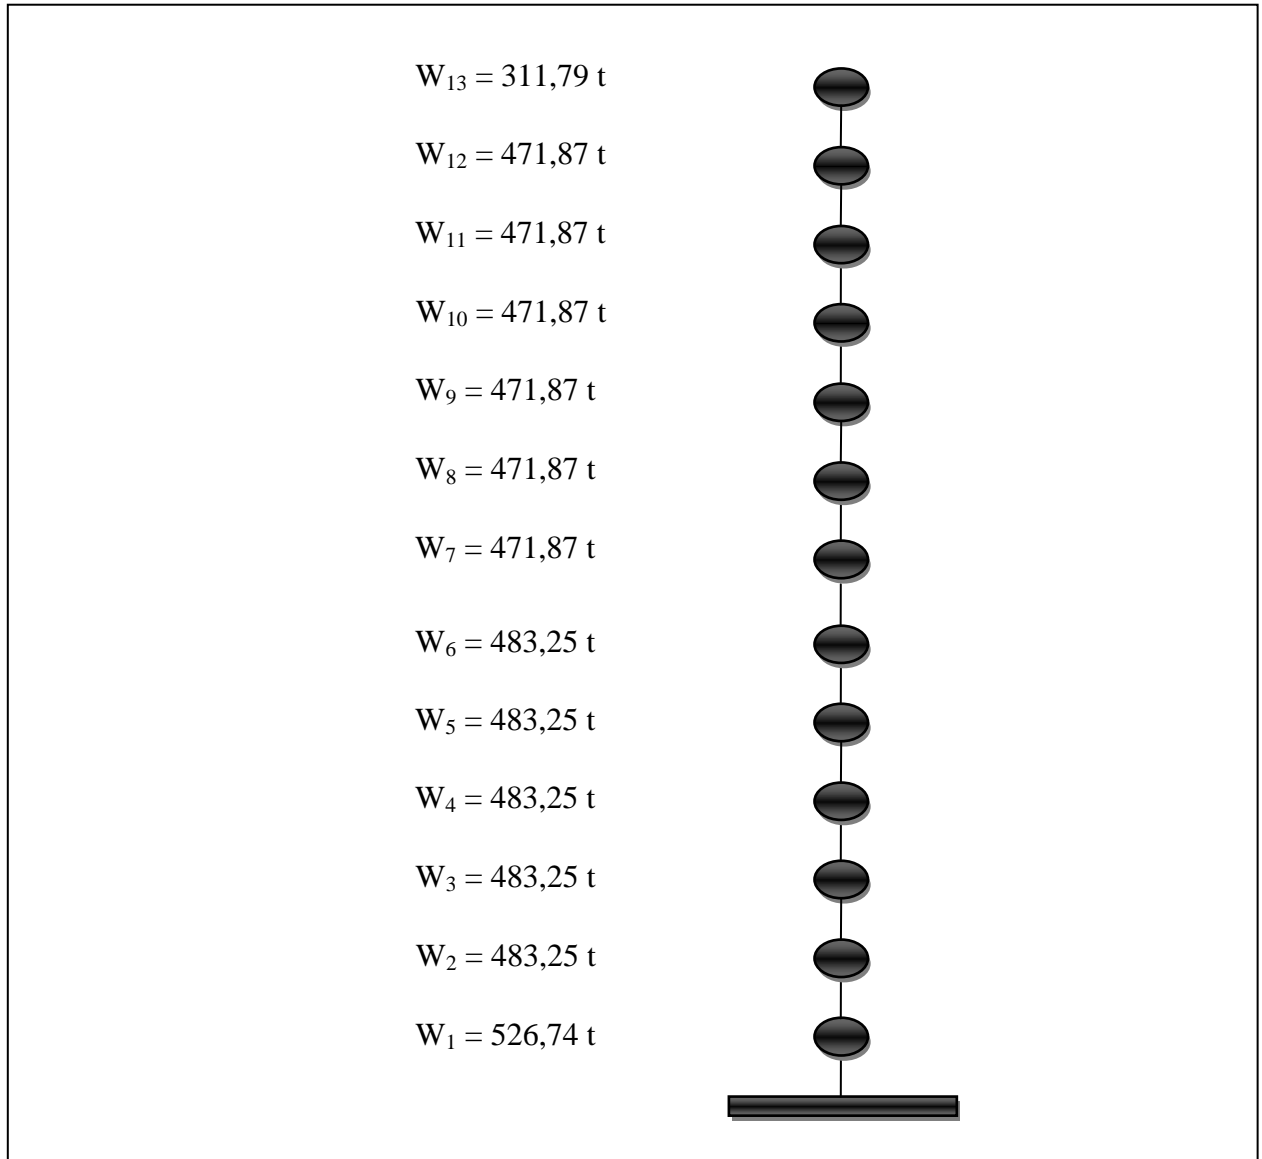 W₁₃ = 311,79 t
W₁₂ = 471,87 t
W₁₁ = 471,87 t
W₁₀ = 471,87 t
W₉ = 471,87 t
W₈ = 471,87 t
W₇ = 471,87 t
W₆ = 483,25 t
W₅ = 483,25 t
W₄ = 483,25 t
W₃ = 483,25 t
W₂ = 483,25 t
W₁ = 526,74 t